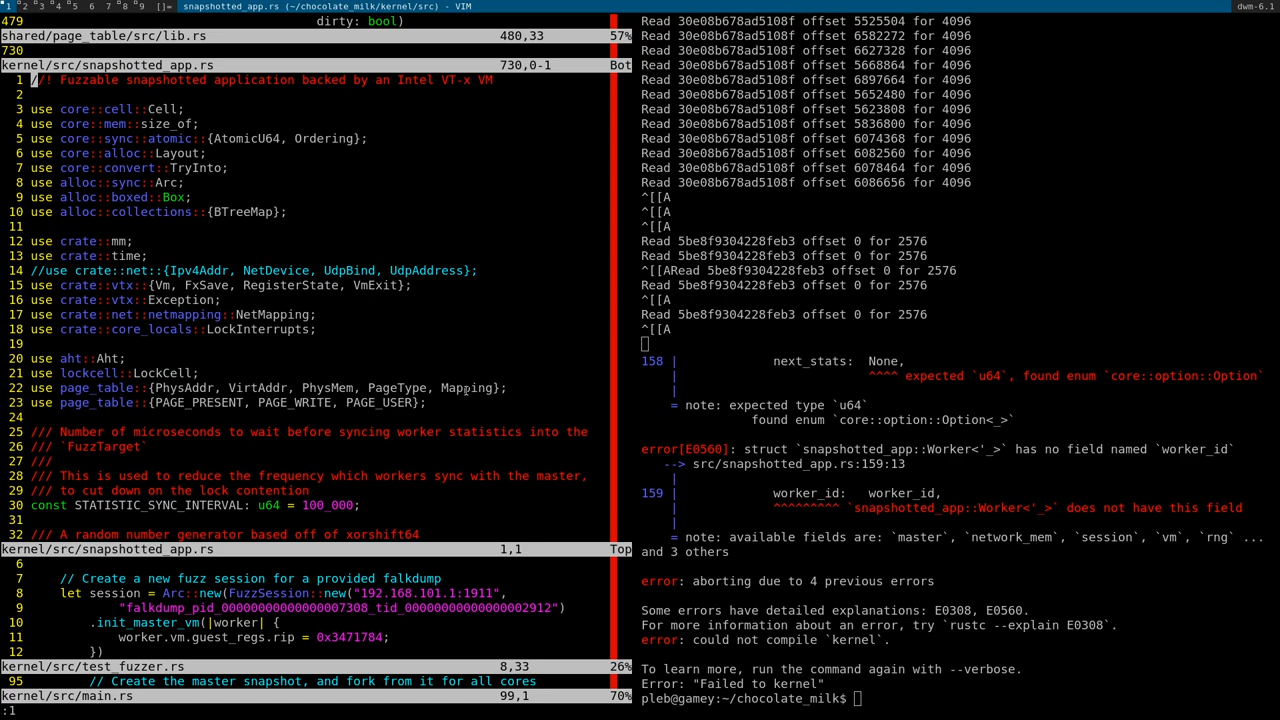 1 2 3 4 5 6 7 8 9 []= snapshotted_app.rs (~/chocolate_milk/kernel/src) - VIM dwm-6.1
479 dirty: bool)
shared/page_table/src/lib.rs 480,33 57%
730
kernel/src/snapshotted_app.rs 730,0-1 Bot
1 //! Fuzzable snapshotted application backed by an Intel VT-x VM
2
3 use core::cell::Cell;
4 use core::mem::size_of;
5 use core::sync::atomic::{AtomicU64, Ordering};
6 use core::alloc::Layout;
7 use core::convert::TryInto;
8 use alloc::sync::Arc;
9 use alloc::boxed::Box;
10 use alloc::collections::{BTreeMap};
11
12 use crate::mm;
13 use crate::time;
14 //use crate::net::{Ipv4Addr, NetDevice, UdpBind, UdpAddress};
15 use crate::vtx::{Vm, FxSave, RegisterState, VmExit};
16 use crate::vtx::Exception;
17 use crate::net::netmapping::NetMapping;
18 use crate::core_locals::LockInterrupts;
19
20 use aht::Aht;
21 use lockcell::LockCell;
22 use page_table::{PhysAddr, VirtAddr, PhysMem, PageType, Mapping};
23 use page_table::{PAGE_PRESENT, PAGE_WRITE, PAGE_USER};
24
25 /// Number of microseconds to wait before syncing worker statistics into the
26 /// `FuzzTarget`
27 ///
28 /// This is used to reduce the frequency which workers sync with the master,
29 /// to cut down on the lock contention
30 const STATISTIC_SYNC_INTERVAL: u64 = 100_000;
31
32 /// A random number generator based off of xorshift64
kernel/src/snapshotted_app.rs 1,1 Top
6
7 // Create a new fuzz session for a provided falkdump
8 let session = Arc::new(FuzzSession::new("192.168.101.1:1911",
9 "falkdump_pid_00000000000000007308_tid_00000000000000002912")
10 .init_master_vm(|worker| {
11 worker.vm.guest_regs.rip = 0x3471784;
12 })
kernel/src/test_fuzzer.rs 8,33 26%
95 // Create the master snapshot, and fork from it for all cores
kernel/src/main.rs 99,1 70%
:1
Read 30e08b678ad5108f offset 5525504 for 4096
Read 30e08b678ad5108f offset 6582272 for 4096
Read 30e08b678ad5108f offset 6627328 for 4096
Read 30e08b678ad5108f offset 5668864 for 4096
Read 30e08b678ad5108f offset 6897664 for 4096
Read 30e08b678ad5108f offset 5652480 for 4096
Read 30e08b678ad5108f offset 5623808 for 4096
Read 30e08b678ad5108f offset 5836800 for 4096
Read 30e08b678ad5108f offset 6074368 for 4096
Read 30e08b678ad5108f offset 6082560 for 4096
Read 30e08b678ad5108f offset 6078464 for 4096
Read 30e08b678ad5108f offset 6086656 for 4096
^[[A
^[[A
^[[A
Read 5be8f9304228feb3 offset 0 for 2576
Read 5be8f9304228feb3 offset 0 for 2576
^[[ARead 5be8f9304228feb3 offset 0 for 2576
Read 5be8f9304228feb3 offset 0 for 2576
^[[A
Read 5be8f9304228feb3 offset 0 for 2576
^[[A
158 | next_stats: None,
| ^^^^ expected `u64`, found enum `core::option::Option`
|
= note: expected type `u64`
found enum `core::option::Option<_>`
error[E0560]: struct `snapshotted_app::Worker<'_>` has no field named `worker_id`
--> src/snapshotted_app.rs:159:13
|
159 | worker_id: worker_id,
| ^^^^^^^^^ `snapshotted_app::Worker<'_>` does not have this field
|
= note: available fields are: `master`, `network_mem`, `session`, `vm`, `rng` ...
and 3 others
error: aborting due to 4 previous errors
Some errors have detailed explanations: E0308, E0560.
For more information about an error, try `rustc --explain E0308`.
error: could not compile `kernel`.
To learn more, run the command again with --verbose.
Error: "Failed to kernel"
pleb@gamey:~/chocolate_milk$